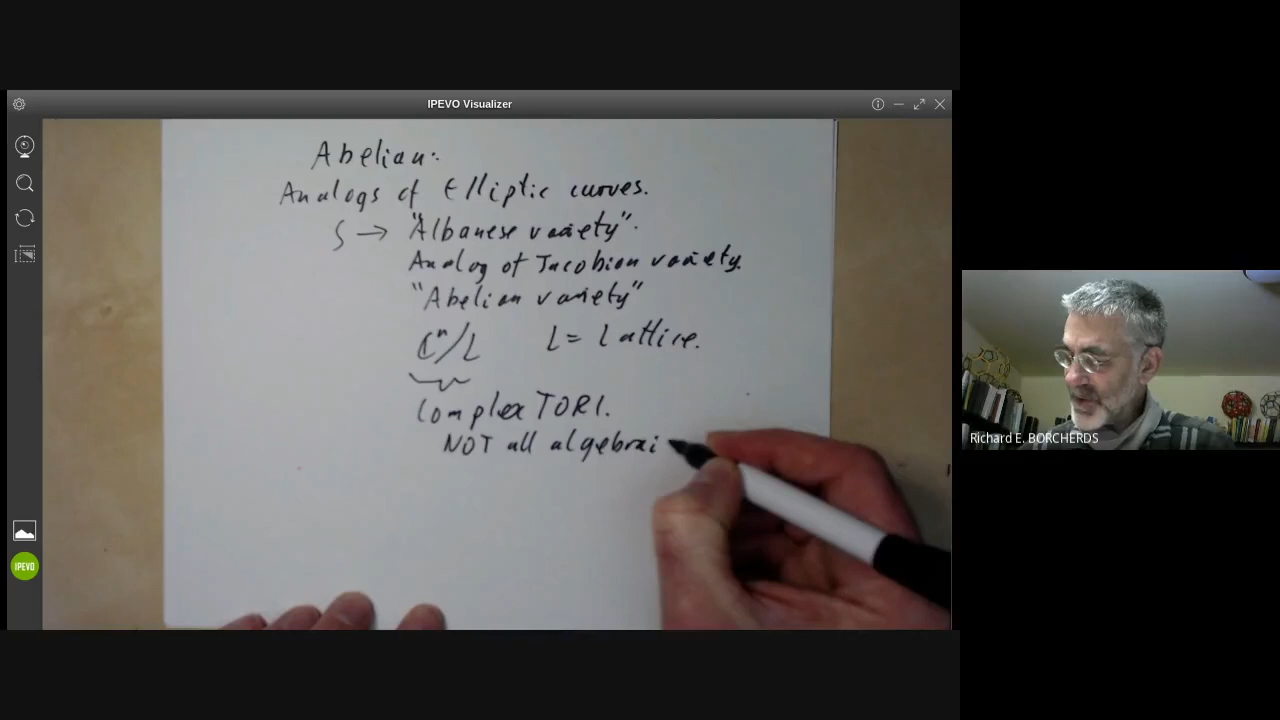 IPEVO Visualizer
Abelian:
Analogs of Elliptic curves.
S → "Albanese variety".
Analog of Jacobian variety.
"Abelian variety"
ℂⁿ/L L = Lattice.
Complex TORI.
NOT all algebrai
Richard E. BORCHERDS
IPEVO